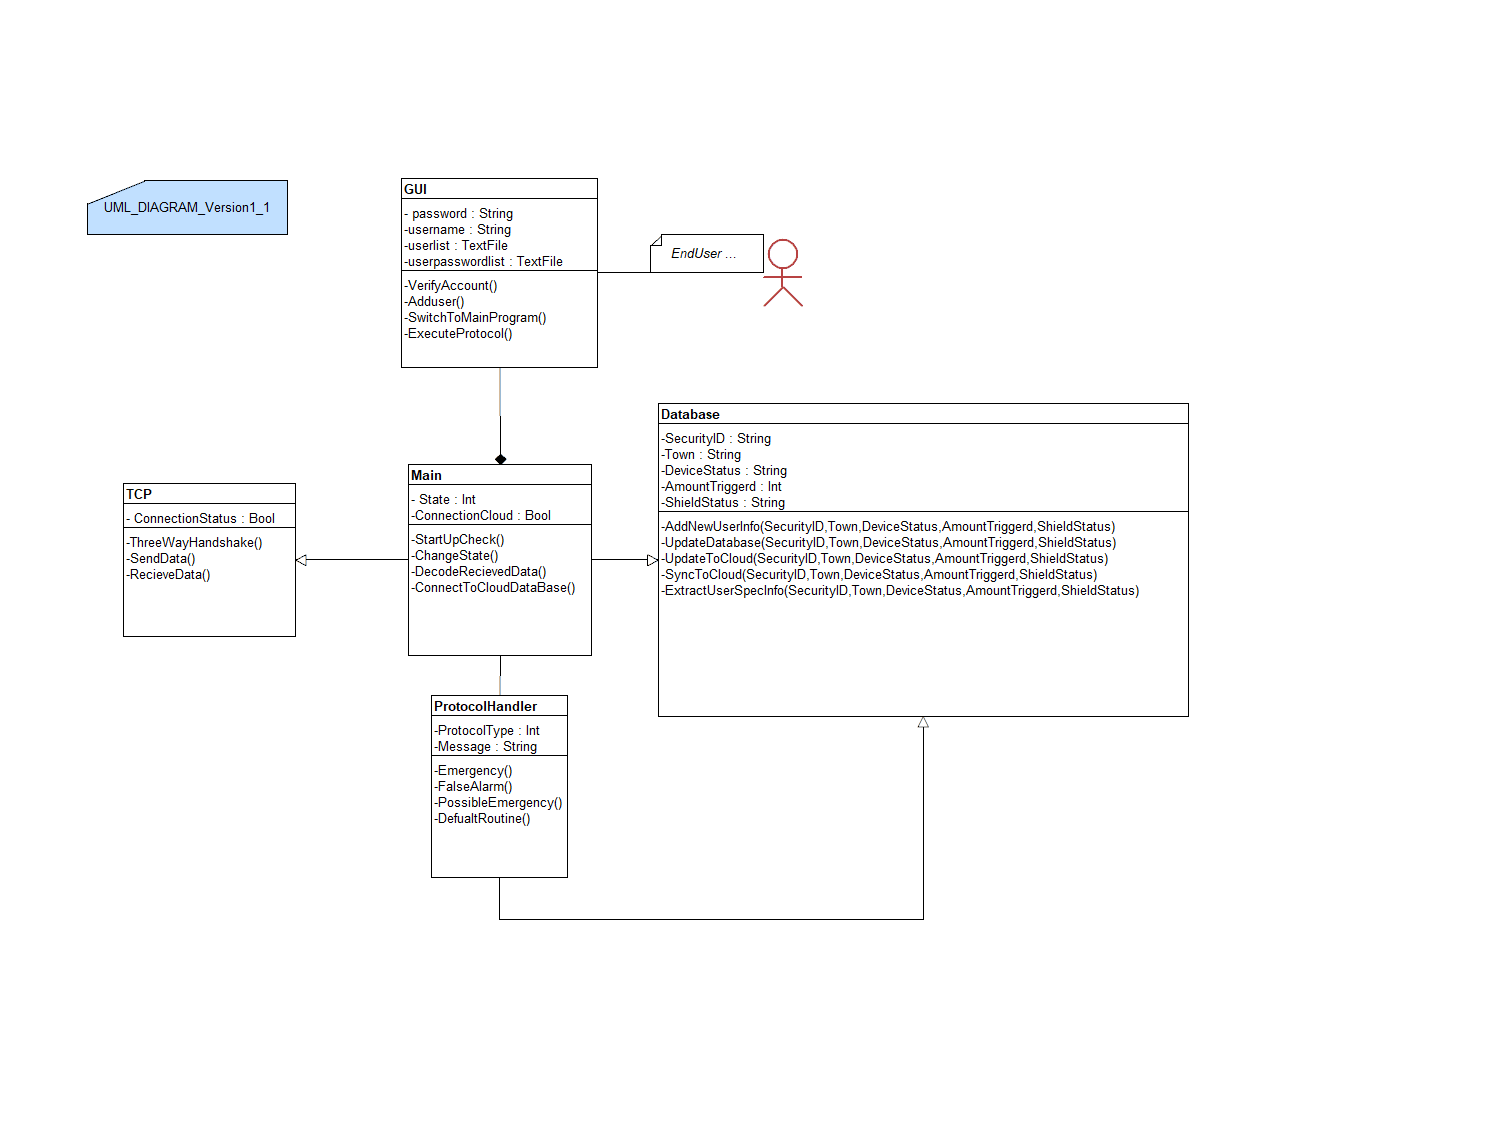 UML_DIAGRAM_Version1_1
GUI
- password : String
-username : String
-userlist : TextFile
-userpasswordlist : TextFile
-VerifyAccount()
-Adduser()
-SwitchToMainProgram()
-ExecuteProtocol()
EndUser ...
Database
-SecurityID : String
-Town : String
-DeviceStatus : String
-AmountTriggerd : Int
-ShieldStatus : String
-AddNewUserInfo(SecurityID,Town,DeviceStatus,AmountTriggerd,ShieldStatus)
-UpdateDatabase(SecurityID,Town,DeviceStatus,AmountTriggerd,ShieldStatus)
-UpdateToCloud(SecurityID,Town,DeviceStatus,AmountTriggerd,ShieldStatus)
-SyncToCloud(SecurityID,Town,DeviceStatus,AmountTriggerd,ShieldStatus)
-ExtractUserSpecInfo(SecurityID,Town,DeviceStatus,AmountTriggerd,ShieldStatus)
Main
- State : Int
-ConnectionCloud : Bool
-StartUpCheck()
-ChangeState()
-DecodeRecievedData()
-ConnectToCloudDataBase()
TCP
- ConnectionStatus : Bool
-ThreeWayHandshake()
-SendData()
-RecieveData()
ProtocolHandler
-ProtocolType : Int
-Message : String
-Emergency()
-FalseAlarm()
-PossibleEmergency()
-DefualtRoutine()